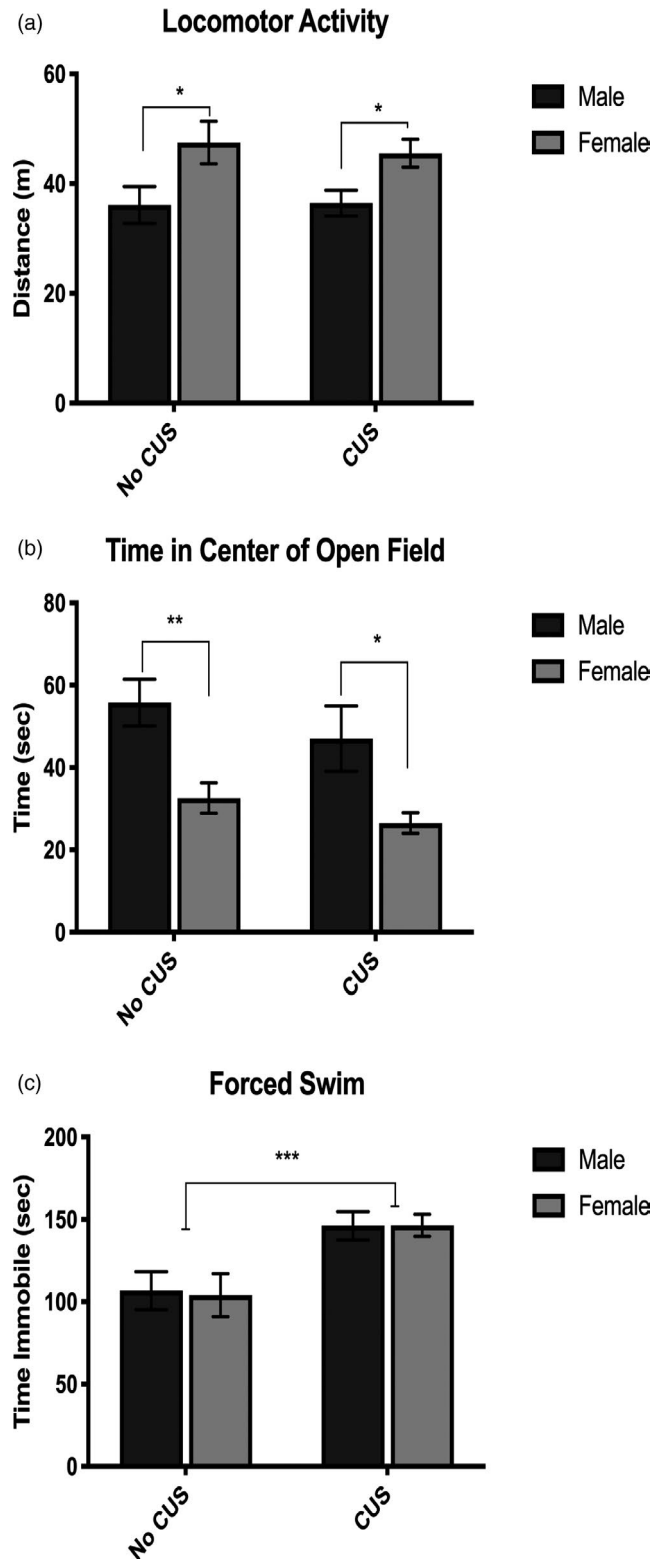 (a)
Locomotor Activity
60
40
20
0
Distance (m)
*
*
No CUS
CUS
Male
Female
(b)
Time in Center of Open Field
80
60
40
20
0
Time (sec)
**
*
No CUS
CUS
Male
Female
(c)
Forced Swim
200
150
100
50
0
Time Immobile (sec)
***
No CUS
CUS
Male
Female